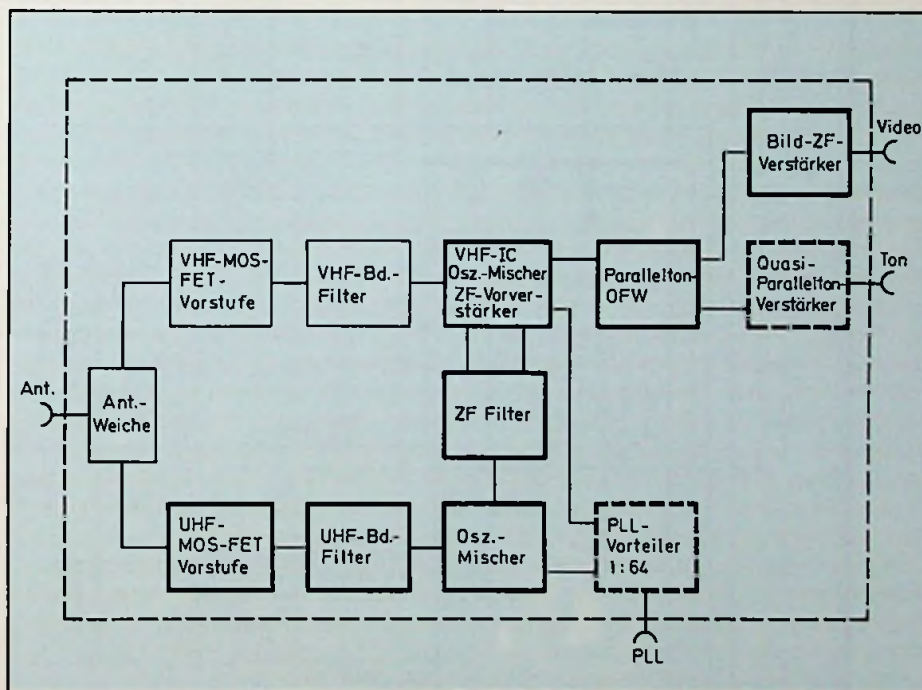 Bild-ZF-
Verstärker
Video
VHF-MOS-
FET-
Vorstufe
VHF-Bd.-
Filter
VHF-IC
Osz.-Mischer
ZF-Vorver-
stärker
Parallelton-
OFW
Quasi-
Parallelton
Verstärker
Ton
Ant.
Ant.-
Weiche
ZF Filter
UHF-
MOS-FET
Vorstufe
UHF-Bd.-
Filter
Osz.-
Mischer
PLL-
Vorteiler
1:64
PLL